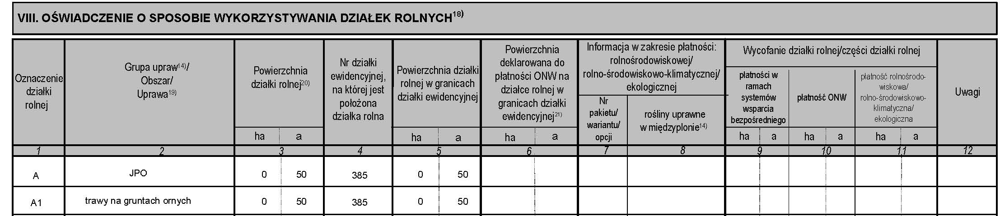 VIII. OŚWIADCZENIE O SPOSOBIE WYKORZYSTYWANIA DZIAŁEK ROLNYCH18)
Oznaczenie
działki
rolnej
Grupa upraw14)/
Obszar/
Uprawa19)
Powierzchnia
działki rolnej20)
ha a
Nr działki
ewidencyjnej,
na której jest
położona
działka rolna
Powierzchnia działki
rolnej w granicach
działki ewidencyjnej
ha a
Powierzchnia
deklarowana do
płatności ONW na
działce rolnej w
granicach działki
ewidencyjnej21)
ha a
Informacja w zakresie płatności:
rolnośrodowiskowej/
rolno-środowiskowo-klimatycznej/
ekologicznej
Nr
pakietu/
wariantu/
opcji
rośliny uprawne
w międzyplonie14)
Wycofanie działki rolnej/części działki rolnej
płatności w
ramach
systemów
wsparcia
bezpośredniego
ha a
płatność ONW
ha a
płatność rolnośrodo-
wiskowa/
rolno-środowiskowo-
klimatyczna/
ekologiczna
ha a
Uwagi
1 2 3 4 5 6 7 8 9 10 11 12
A JPO 0 50 385 0 50
A1 trawy na gruntach ornych 0 50 385 0 50